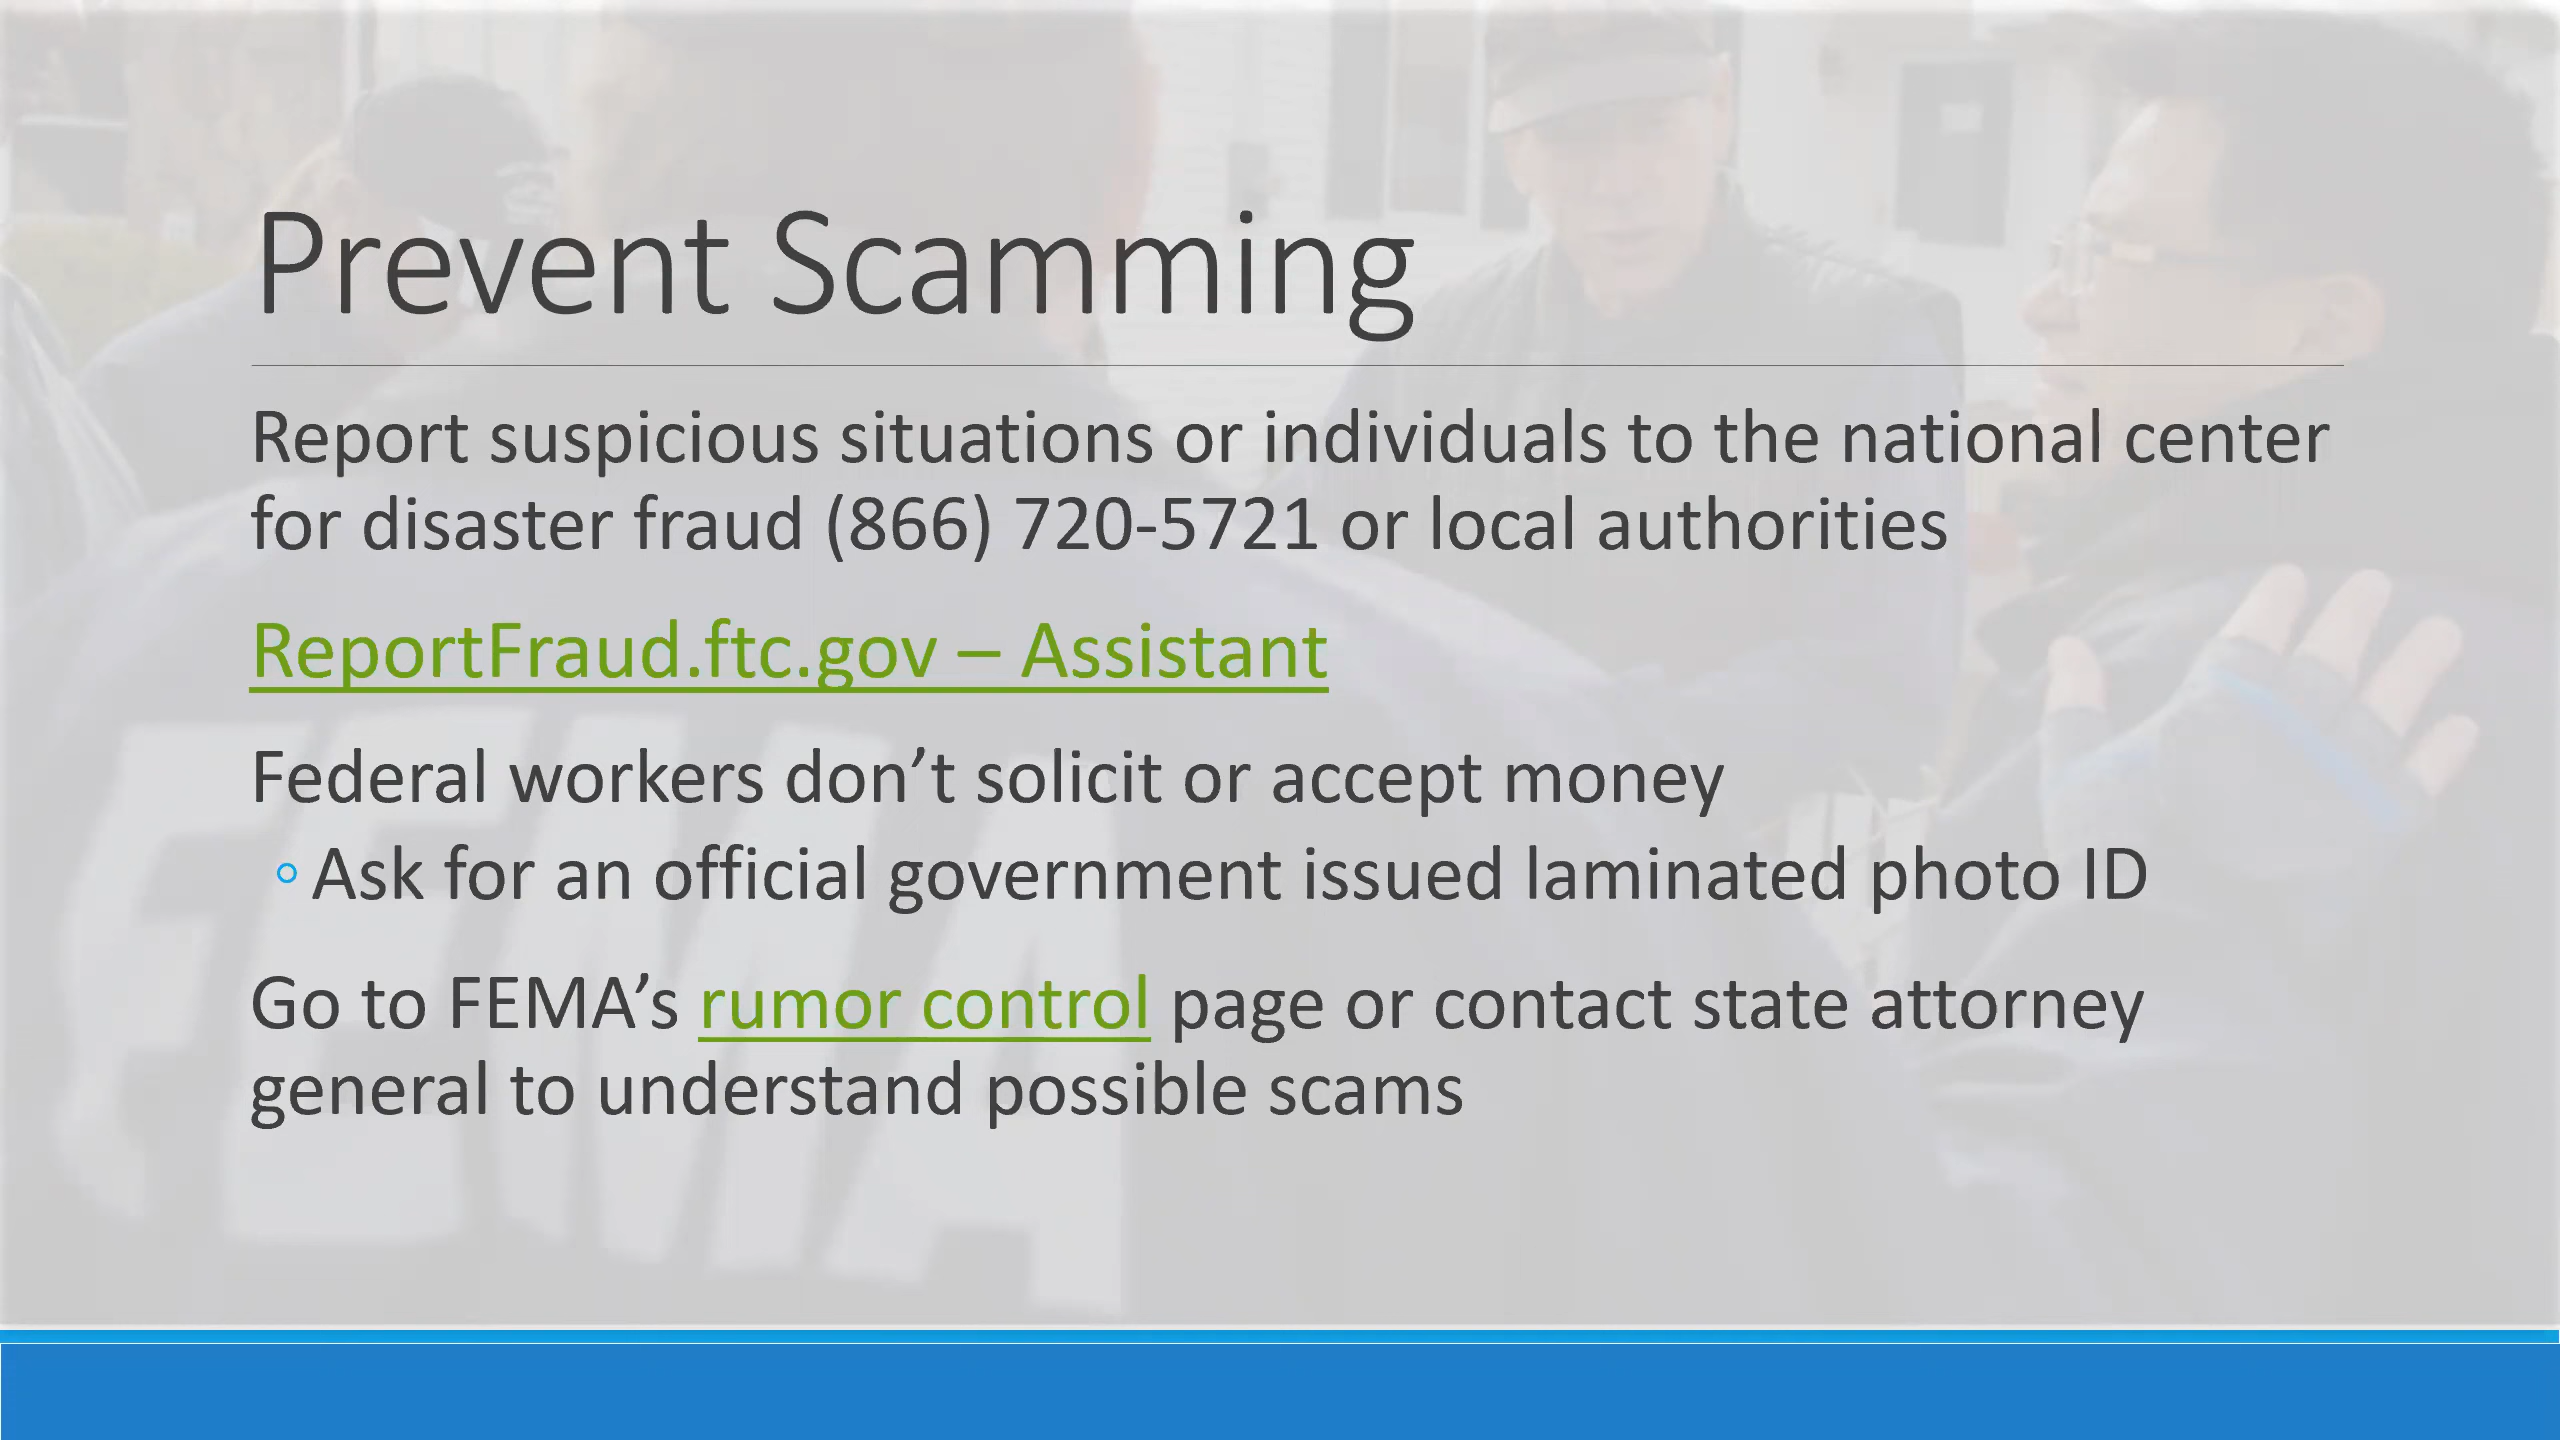 Prevent Scamming
Report suspicious situations or individuals to the national center
for disaster fraud (866) 720-5721 or local authorities
ReportFraud.ftc.gov – Assistant
Federal workers don’t solicit or accept money
◦ Ask for an official government issued laminated photo ID
Go to FEMA’s rumor control page or contact state attorney
general to understand possible scams
FEMA